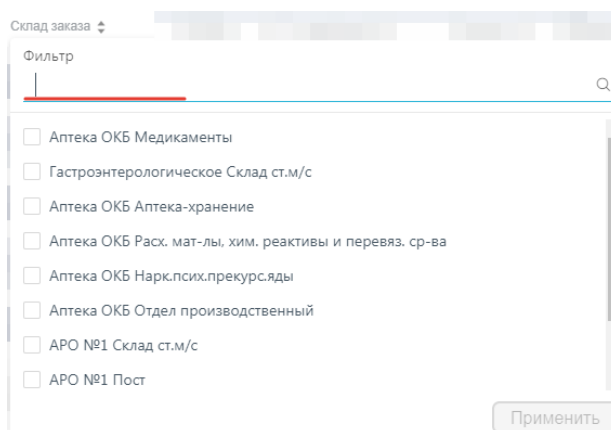 Склад заказа
Фильтр
Аптека ОКБ Медикаменты
Гастроэнтерологическое Склад ст.м/с
Аптека ОКБ Аптека-хранение
Аптека ОКБ Расх. мат-лы, хим. реактивы и перевяз. ср-ва
Аптека ОКБ Нарк.псих.прекурс.яды
Аптека ОКБ Отдел производственный
АРО №1 Склад ст.м/с
АРО №1 Пост
Применить